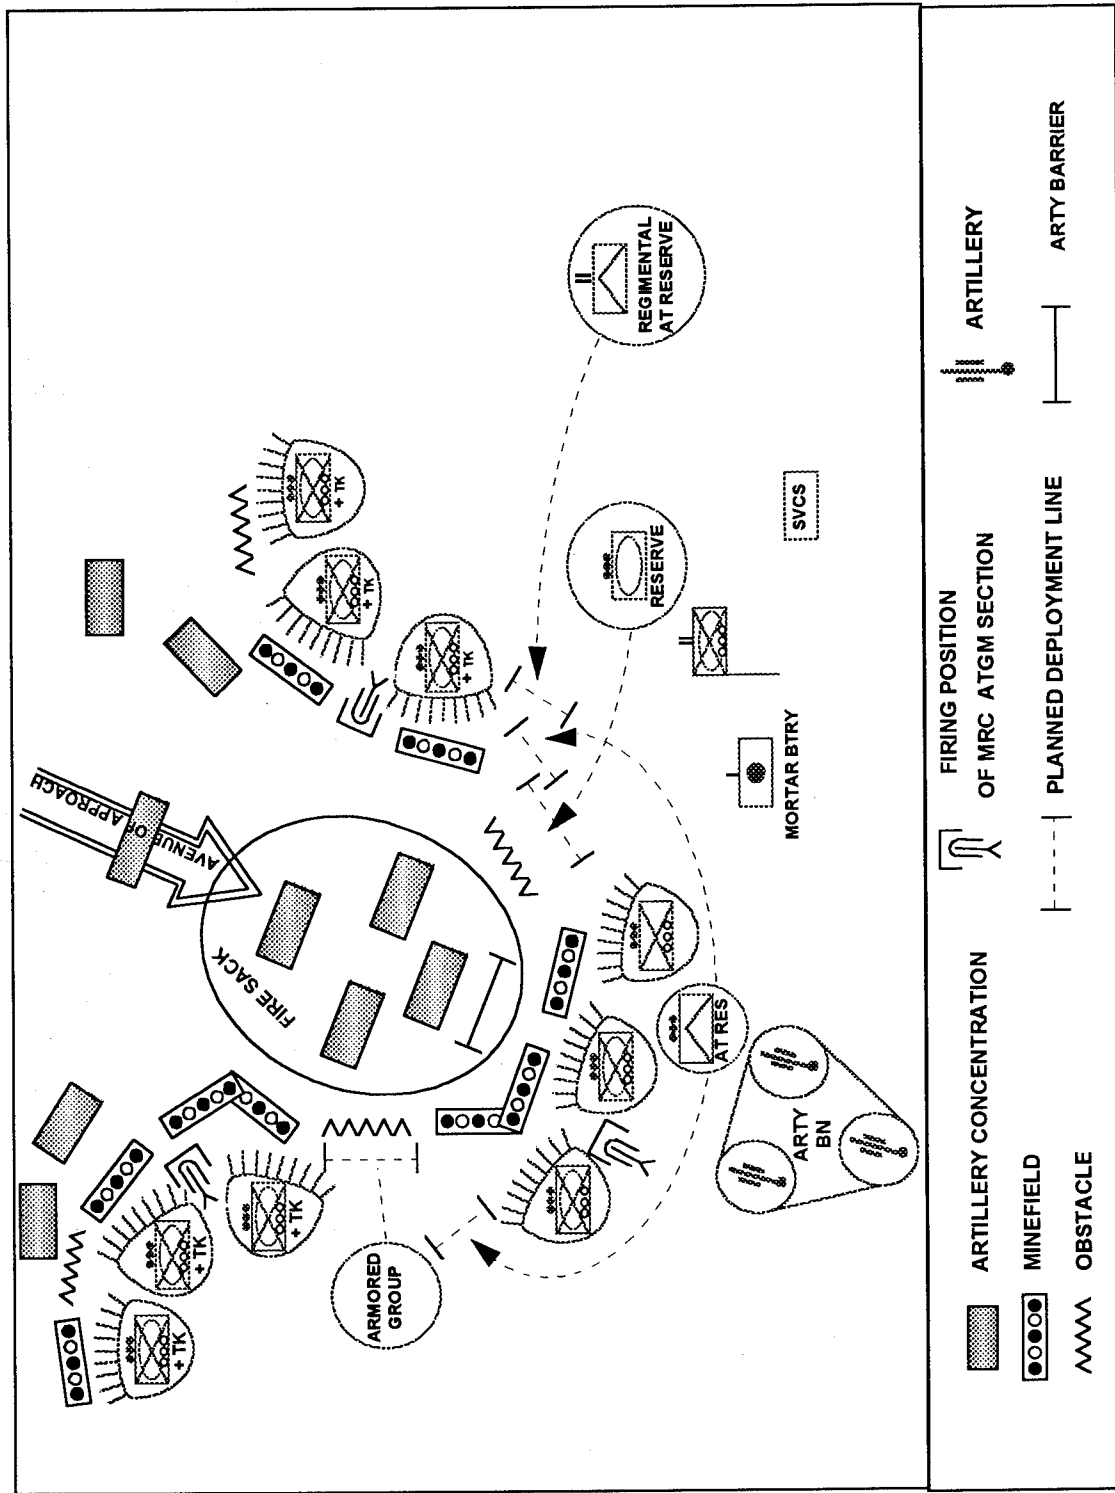 AVENUE OF
APPROACH
FIRE SACK
+ TK
+ TK
+ TK
ARMORED
GROUP
+ TK
+ TK
+ TK
AT RES
ARTY
BN
RESERVE
REGIMENTAL
AT RESERVE
MORTAR BTRY
SVCS
ARTILLERY CONCENTRATION
MINEFIELD
OBSTACLE
FIRING POSITION
OF MRC ATGM SECTION
PLANNED DEPLOYMENT LINE
ARTILLERY
ARTY BARRIER